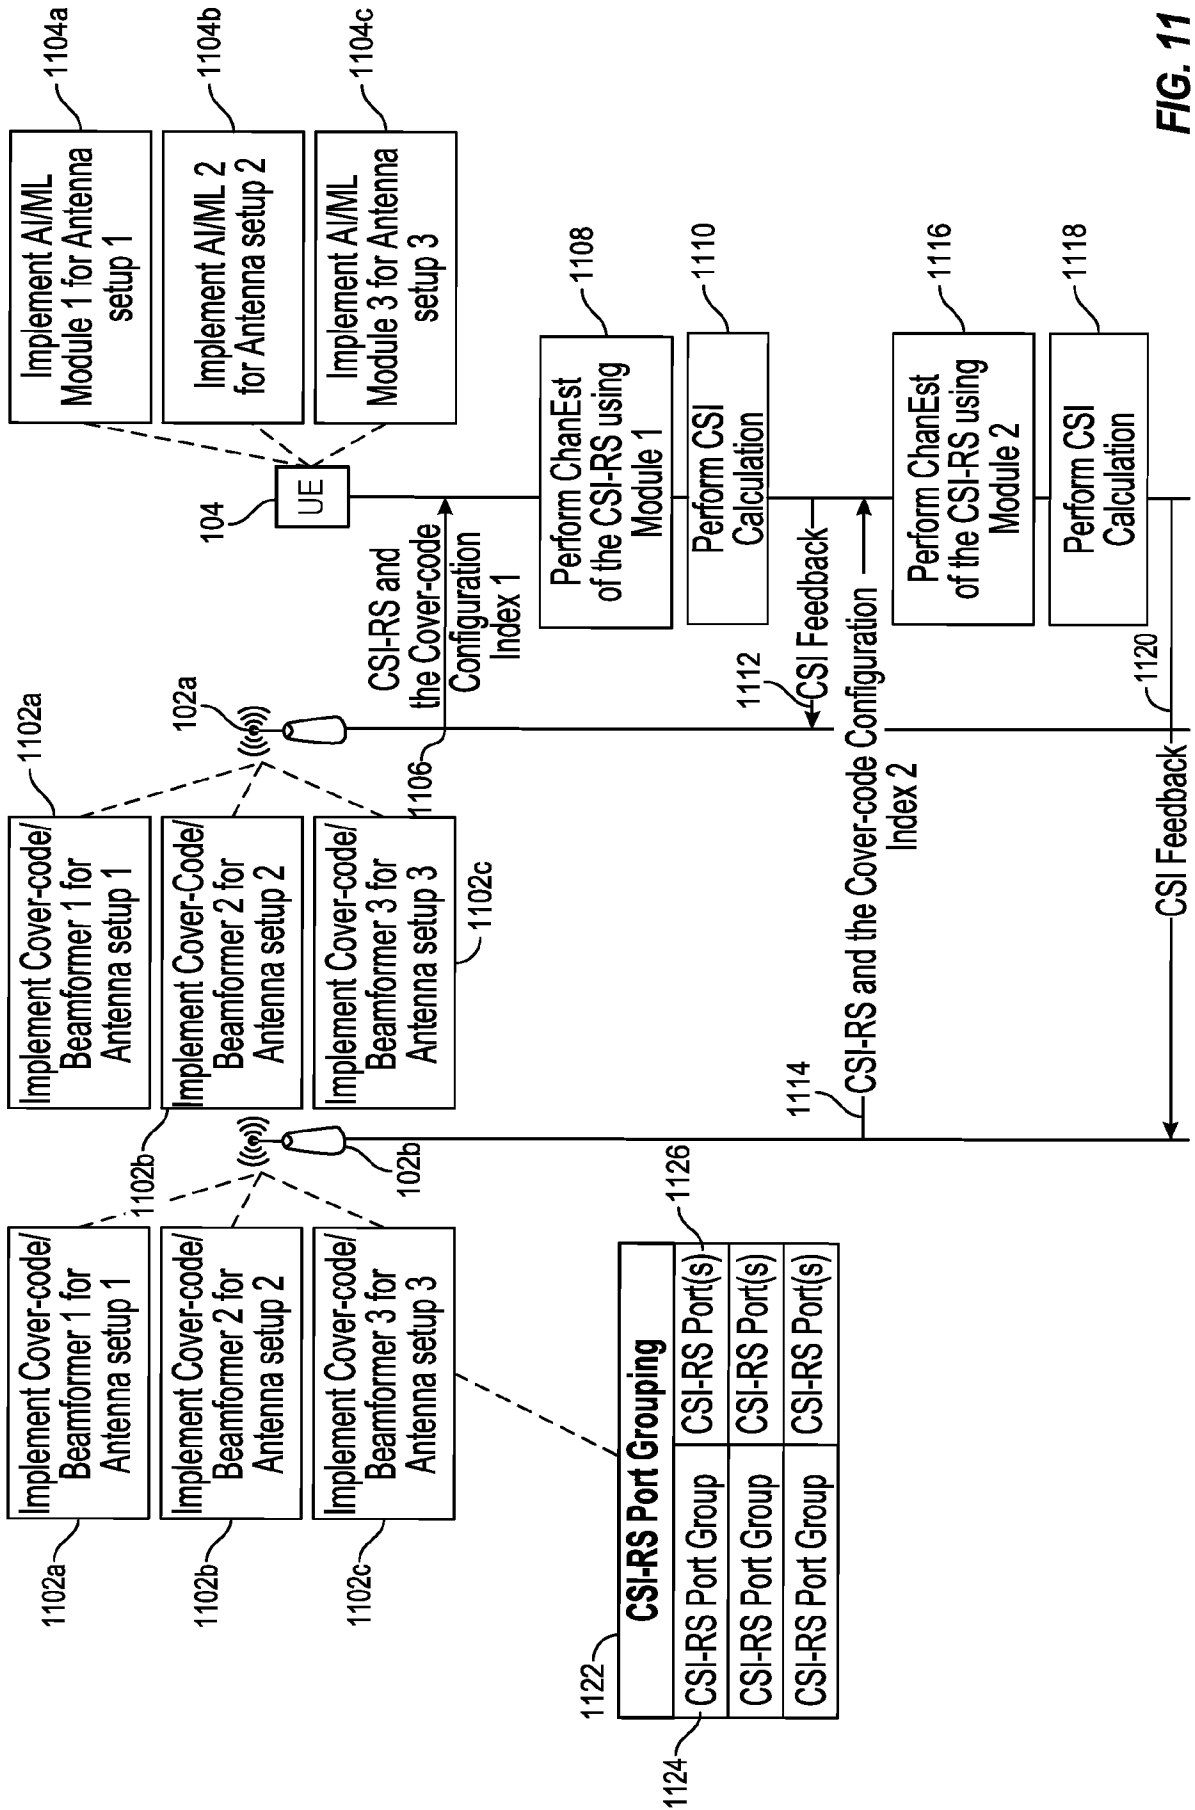 1102a
Implement Cover-code/
Beamformer 1 for
Antenna setup 1
1102b
Implement Cover-code/
Beamformer 2 for
Antenna setup 2
1102c
Implement Cover-code/
Beamformer 3 for
Antenna setup 3
102b
1102a
Implement Cover-code/
Beamformer 1 for
Antenna setup 1
1102b
Implement Cover-Code/
Beamformer 2 for
Antenna setup 2
Implement Cover-code/
Beamformer 3 for
Antenna setup 3
1102c
102a
104
UE
Implement AI/ML
Module 1 for Antenna
setup 1
1104a
Implement AI/ML 2
for Antenna setup 2
1104b
Implement AI/ML
Module 3 for Antenna
setup 3
1104c
1106
CSI-RS and
the Cover-code
Configuration
Index 1
Perform ChanEst
of the CSI-RS using
Module 1
1108
Perform CSI
Calculation
1110
1112
CSI Feedback
1114
CSI-RS and the Cover-code Configuration
Index 2
Perform ChanEst
of the CSI-RS using
Module 2
1116
Perform CSI
Calculation
1118
CSI Feedback
1120
1122
CSI-RS Port Grouping
1124
CSI-RS Port Group CSI-RS Port(s)
1126
CSI-RS Port Group CSI-RS Port(s)
CSI-RS Port Group CSI-RS Port(s)
FIG. 11